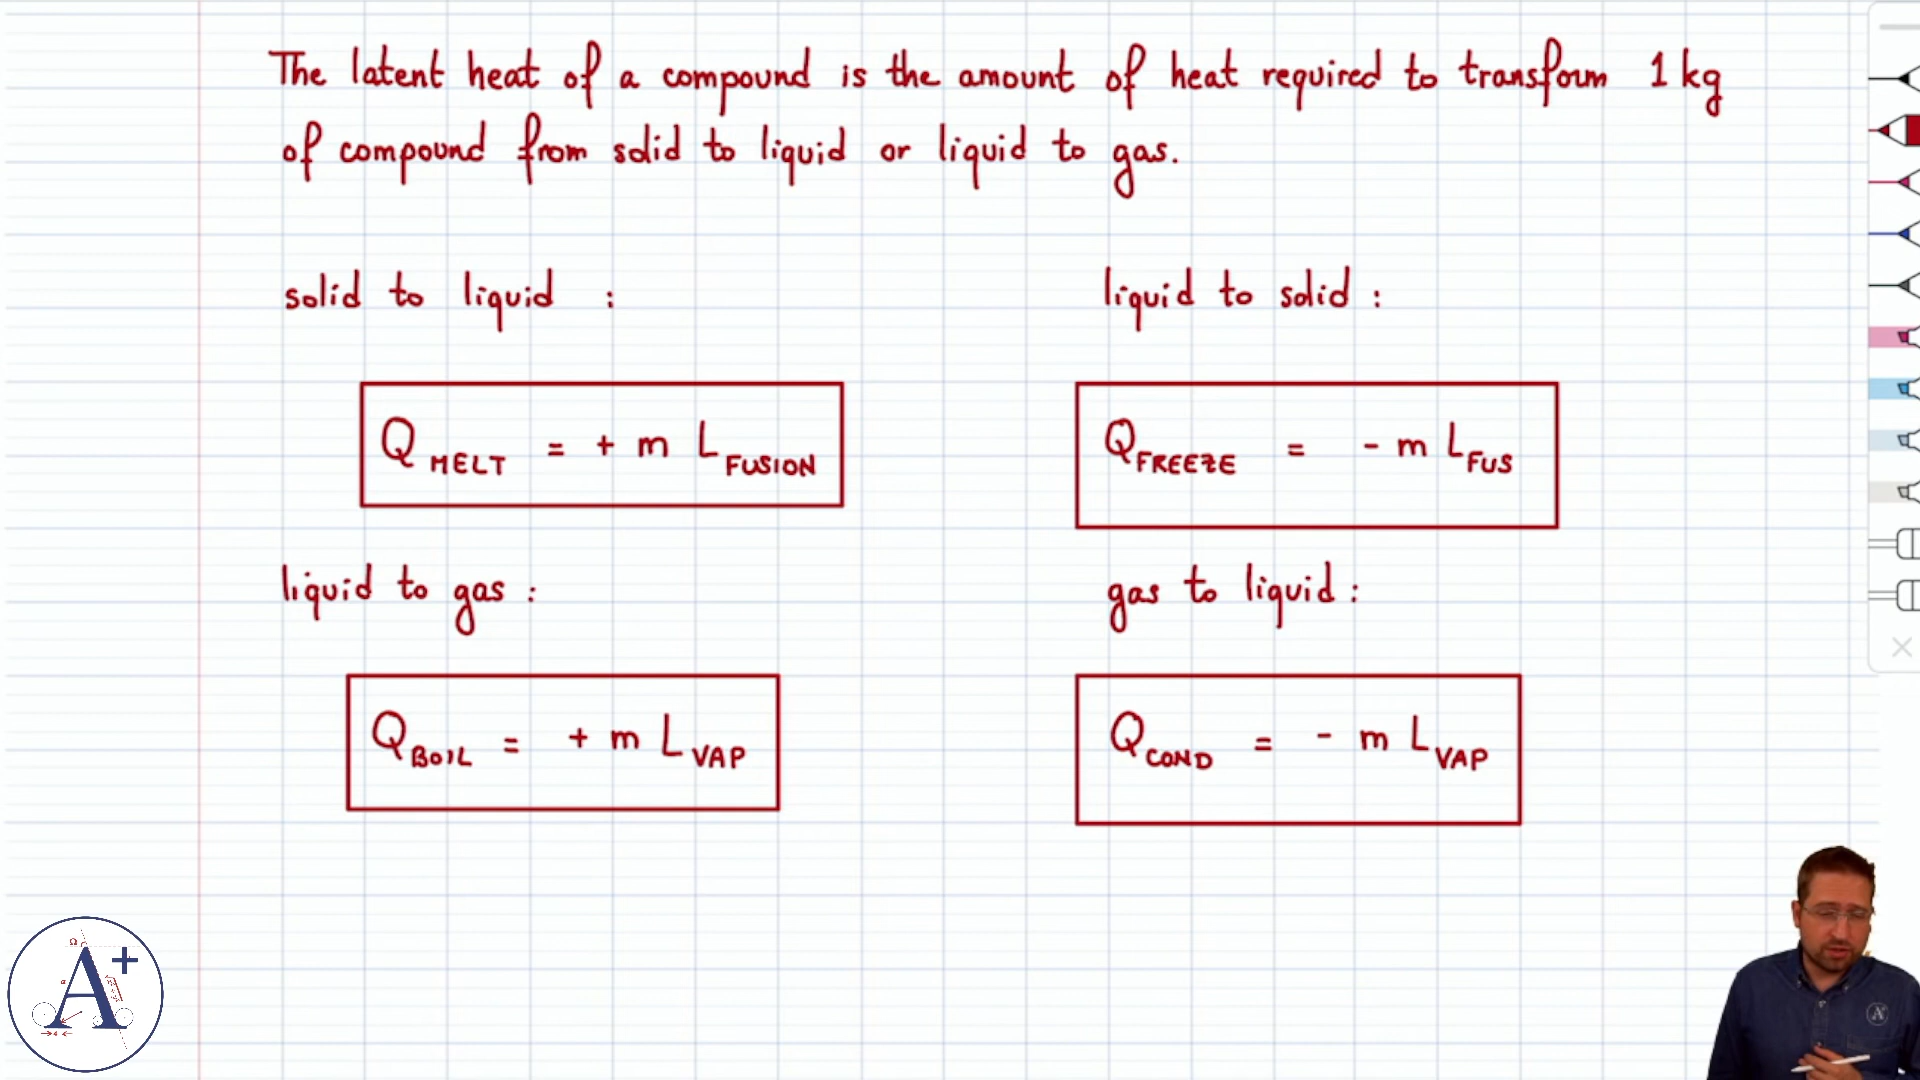 The latent heat of a compound is the amount of heat required to transform 1 kg
of compound from solid to liquid or liquid to gas.
solid to liquid :
liquid to solid :
Q MELT = + m L FUSION
Q FREEZE = - m L FUS
liquid to gas :
gas to liquid :
Q BOIL = + m L VAP
Q COND = - m L VAP
A+
A+